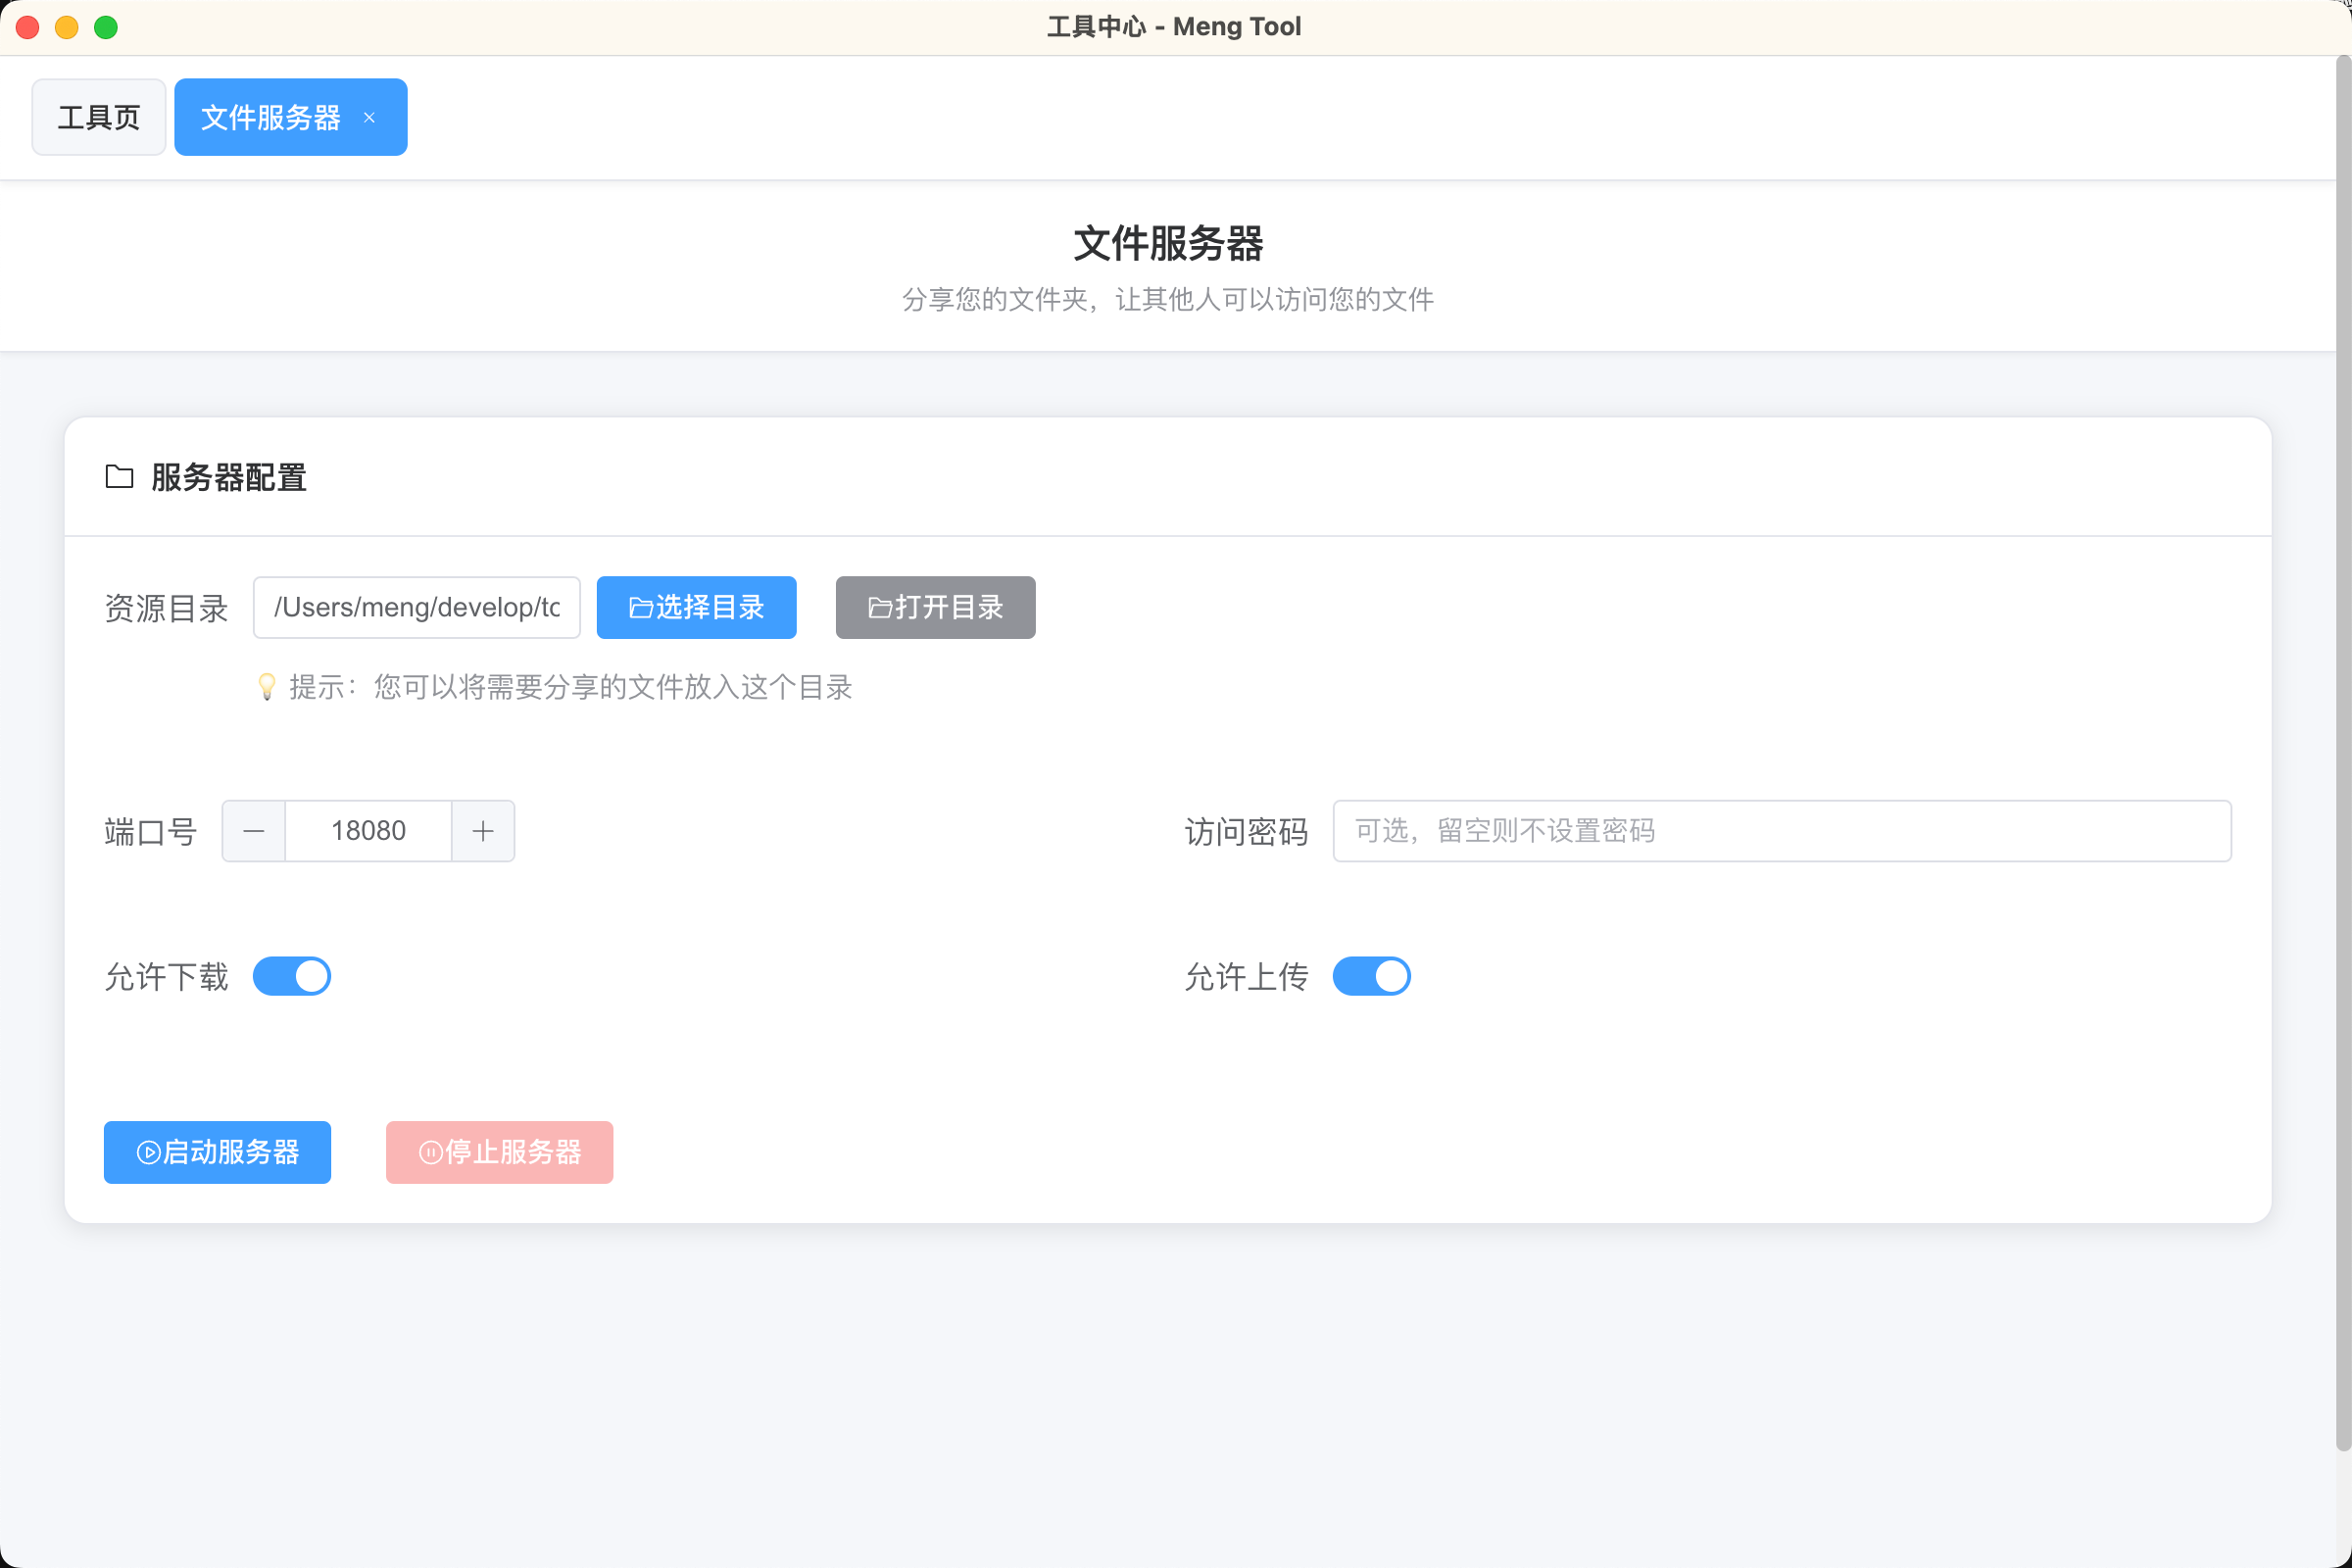 工具中心 - Meng Tool
工具页
文件服务器
文件服务器
分享您的文件夹，让其他人可以访问您的文件
服务器配置
资源目录 /Users/meng/develop/tc 选择目录 打开目录
💡 提示：您可以将需要分享的文件放入这个目录
端口号 18080 访问密码 可选，留空则不设置密码
允许下载 允许上传
启动服务器 停止服务器